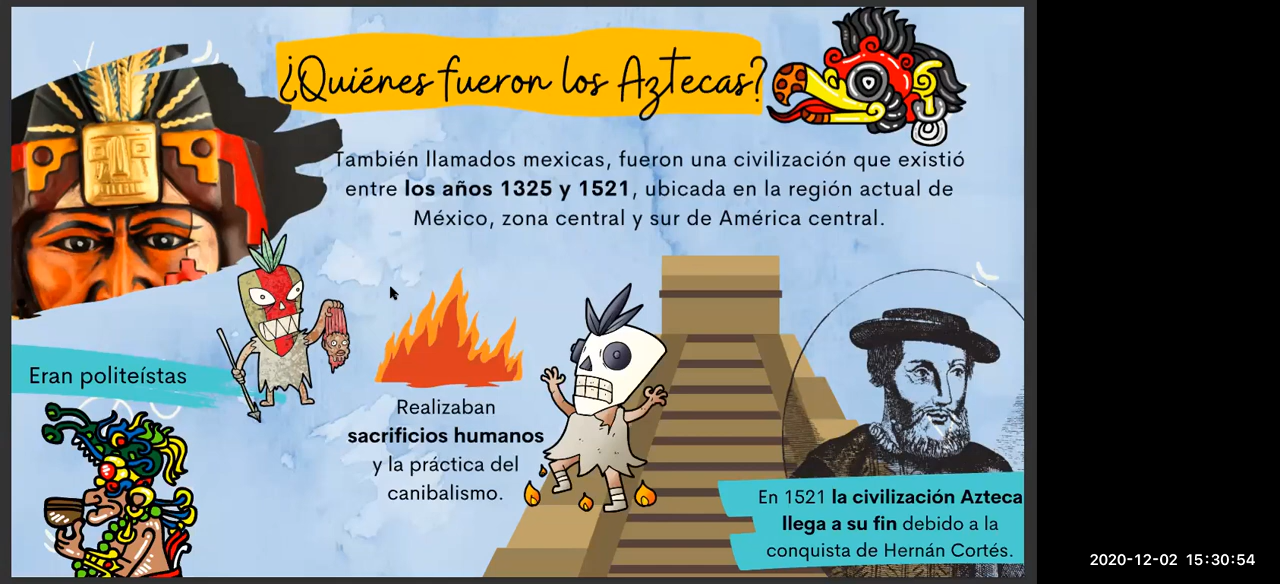 ¿Quiénes fueron los Aztecas?
También llamados mexicas, fueron una civilización que existió
entre los años 1325 y 1521, ubicada en la región actual de
México, zona central y sur de América central.
Eran politeístas
Realizaban
sacrificios humanos
y la práctica del
canibalismo.
En 1521 la civilización Azteca
llega a su fin debido a la
conquista de Hernán Cortés.
2020-12-02 15:30:54